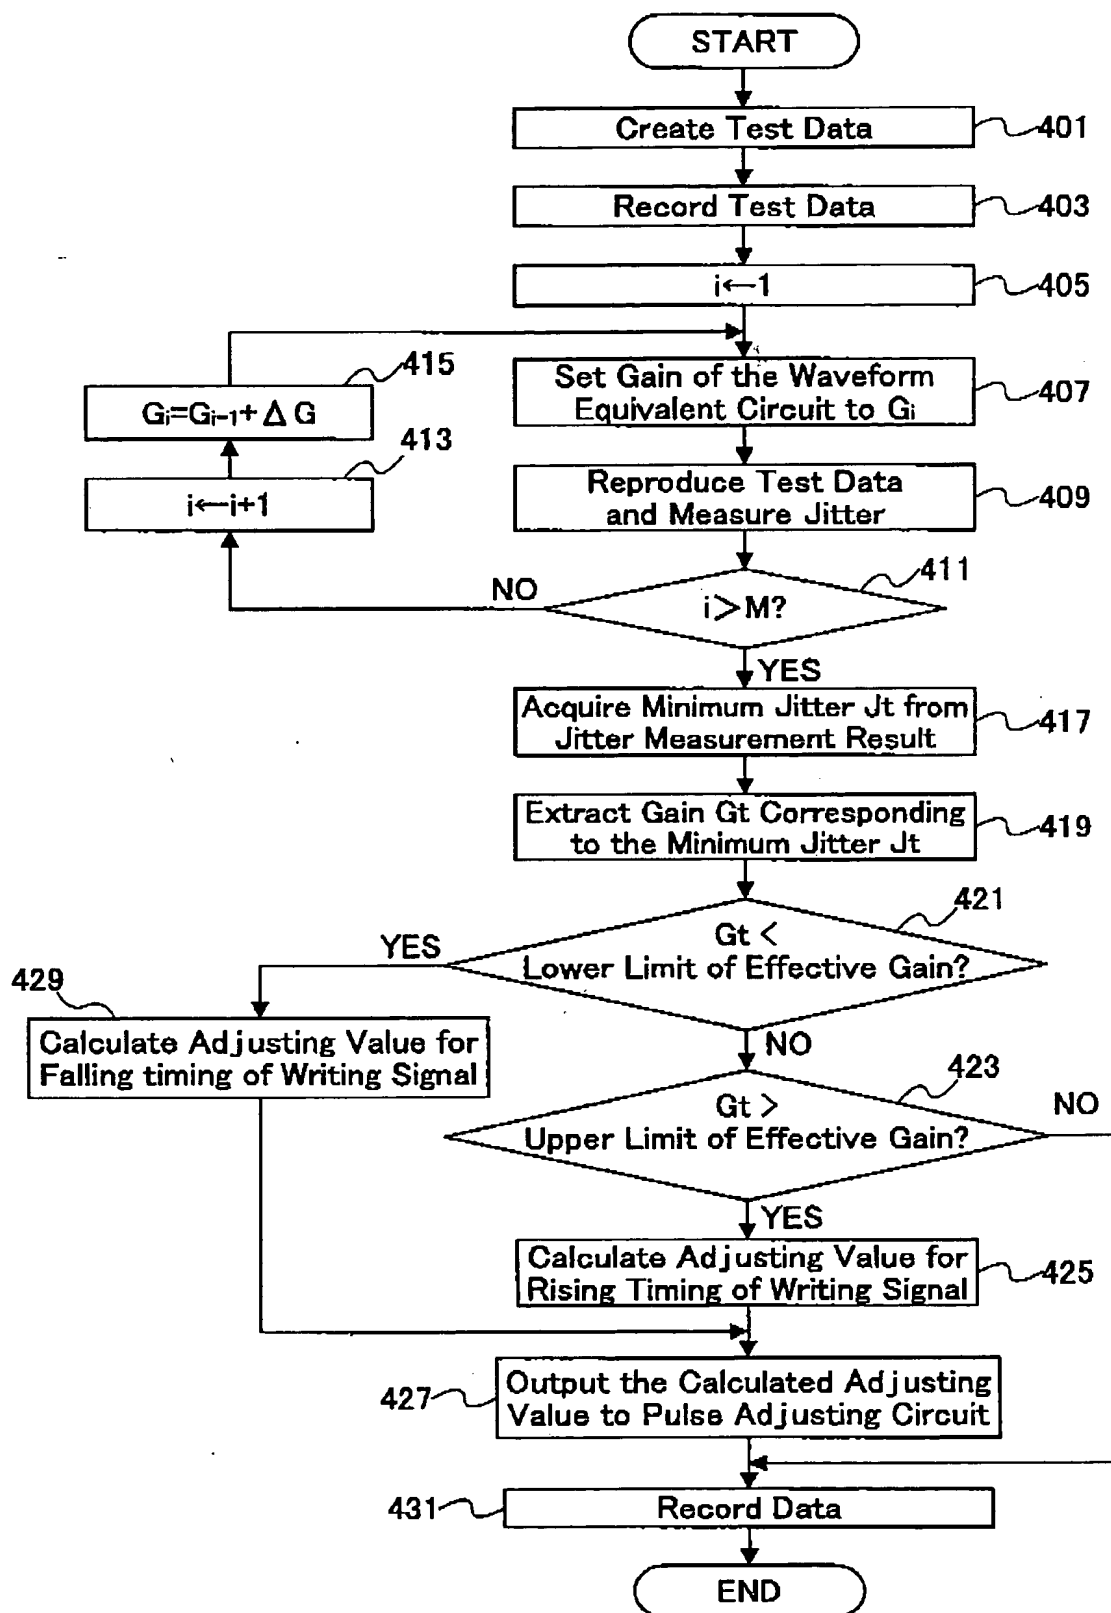 START
Create Test Data
401
Record Test Data
403
i←1
405
415
Gi=Gi-1+ΔG
Set Gain of the Waveform
Equivalent Circuit to Gi
407
413
i←i+1
Reproduce Test Data
and Measure Jitter
409
411
NO
i>M?
YES
Acquire Minimum Jitter Jt from
Jitter Measurement Result
417
Extract Gain Gt Corresponding
to the Minimum Jitter Jt
419
421
YES
Gt <
Lower Limit of Effective Gain?
429
Calculate Adjusting Value for
Falling timing of Writing Signal
NO
423
Gt >
Upper Limit of Effective Gain?
NO
YES
Calculate Adjusting Value for
Rising Timing of Writing Signal
425
Output the Calculated Adjusting
Value to Pulse Adjusting Circuit
427
431
Record Data
END